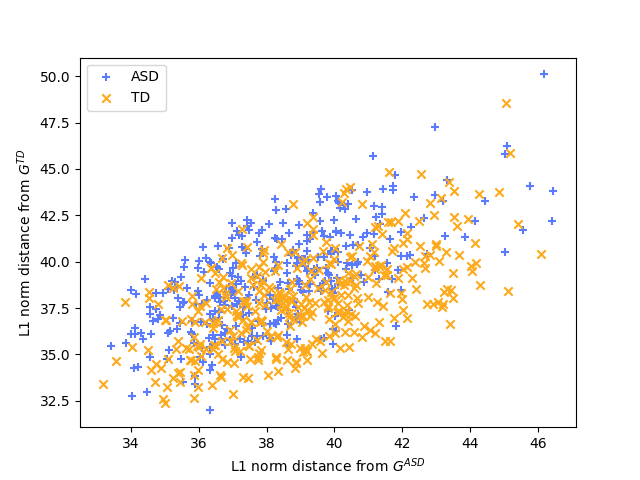 50.0
47.5
45.0
42.5
40.0
37.5
35.0
32.5
L1 norm distance from G^{TD}
ASD
TD
34 36 38 40 42 44 46
L1 norm distance from G^{ASD}